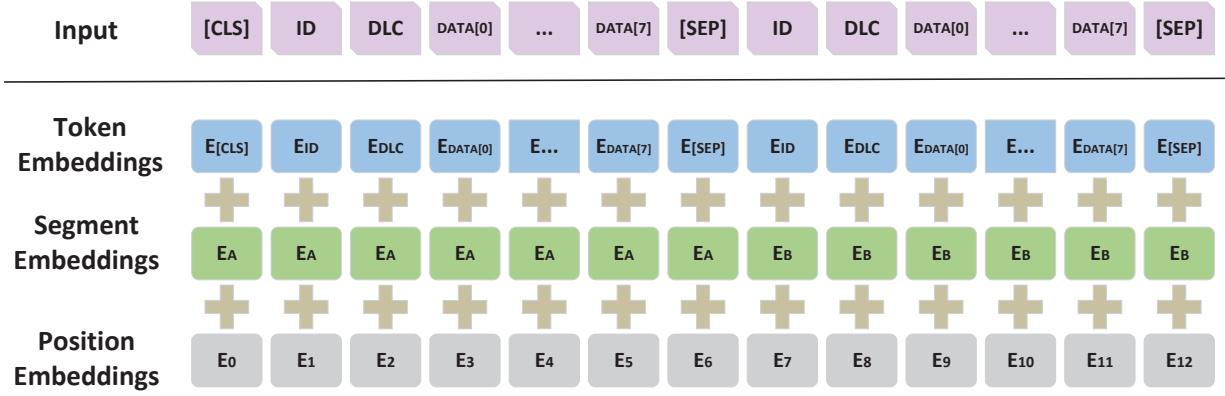 Input [CLS] ID DLC DATA[0] ... DATA[7] [SEP] ID DLC DATA[0] ... DATA[7] [SEP]
Token
Embeddings
E[CLS] EID EDLC EDATA[0] E... EDATA[7] E[SEP] EID EDLC EDATA[0] E... EDATA[7] E[SEP]
Segment
Embeddings
EA EA EA EA EA EA EA EB EB EB EB EB EB
Position
Embeddings
E0 E1 E2 E3 E4 E5 E6 E7 E8 E9 E10 E11 E12